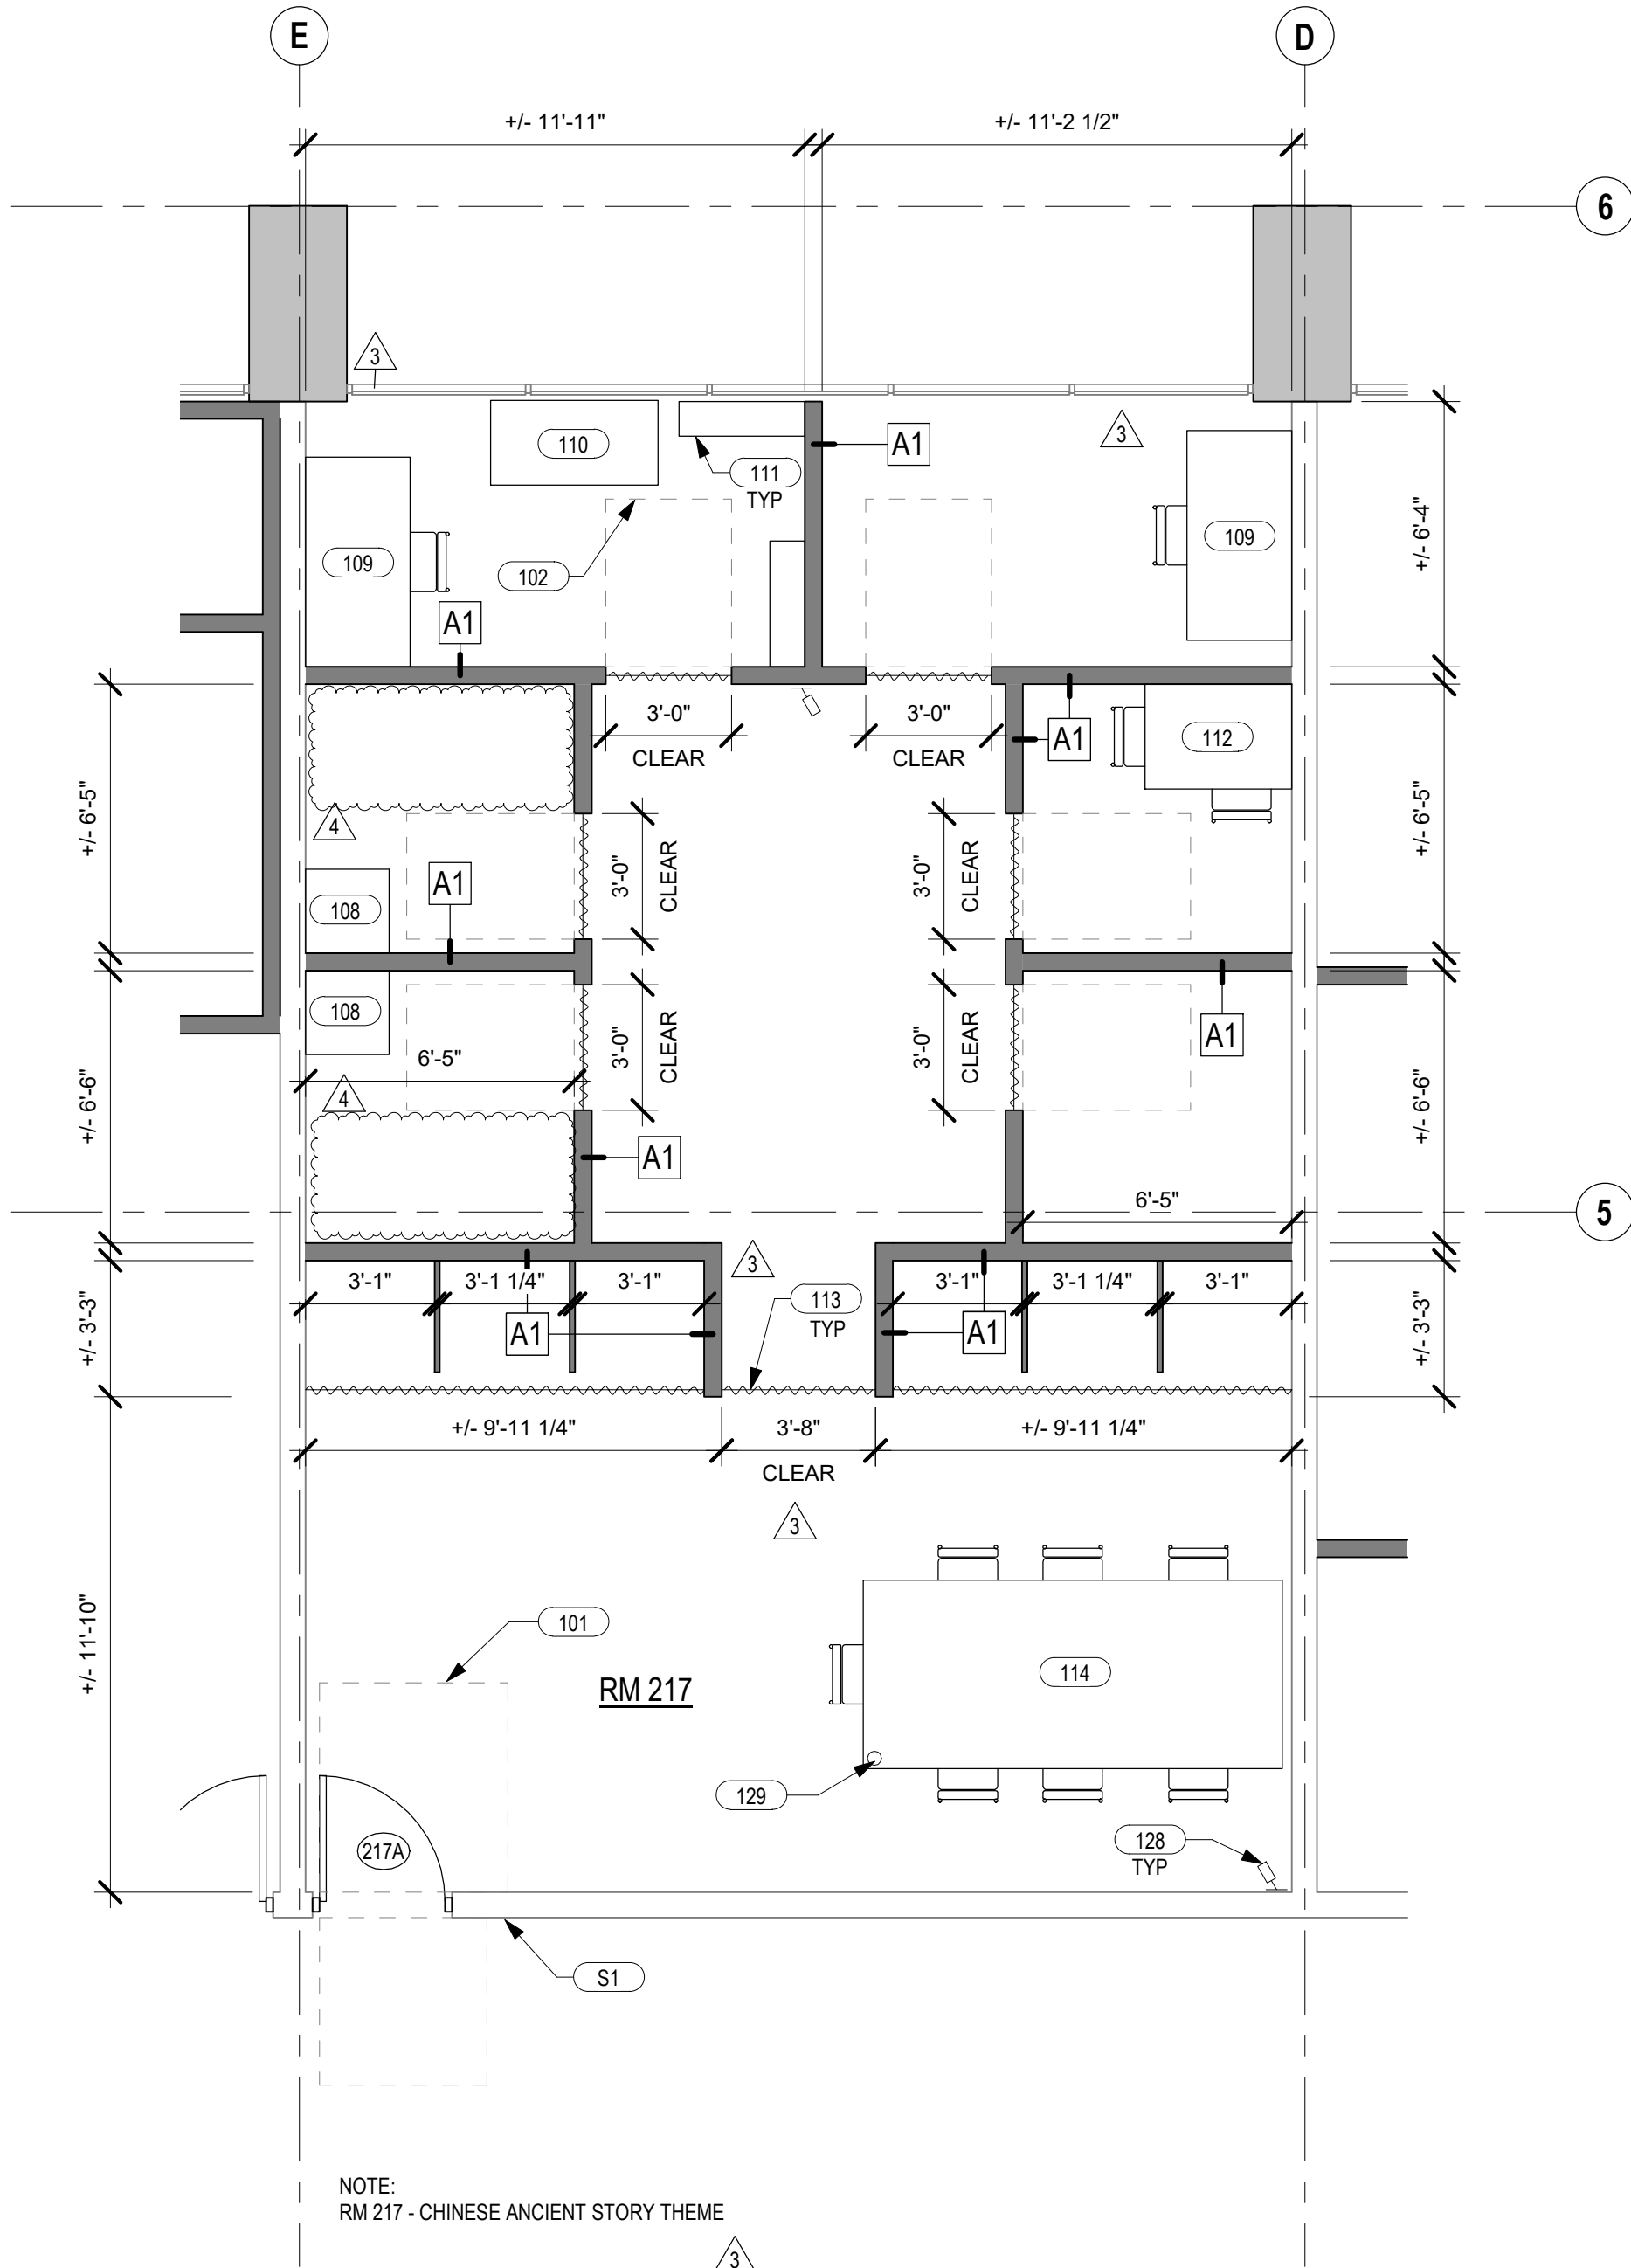 E
D
+/- 11'-11"
+/- 11'-2 1/2"
6
3
110
A1
3
111
TYP
109
102
109
+/- 6'-4"
A1
3'-0"
CLEAR
3'-0"
CLEAR
A1
112
+/- 6'-5"
4
3'-0"
CLEAR
3'-0"
CLEAR
+/- 6'-5"
A1
108
108
6'-5"
3'-0"
CLEAR
3'-0"
CLEAR
A1
+/- 6'-6"
4
+/- 6'-6"
A1
6'-5"
5
3
3'-1"
3'-1 1/4"
3'-1"
3'-1"
3'-1 1/4"
3'-1"
113
TYP
+/- 3'-3"
A1
A1
+/- 3'-3"
+/- 9'-11 1/4"
3'-8"
CLEAR
+/- 9'-11 1/4"
3
+/- 11'-10"
101
RM 217
114
129
128
TYP
217A
S1
NOTE:
RM 217 - CHINESE ANCIENT STORY THEME
3